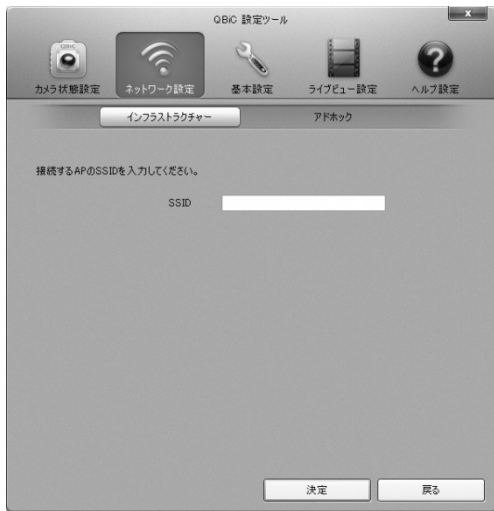 QBiC 設定ツール
x
カメラ状態設定 ネットワーク設定 基本設定 ライブビュー設定 ヘルプ設定
インフラストラクチャー アドホック
接続するAPのSSIDを入力してください。
SSID
決定 戻る